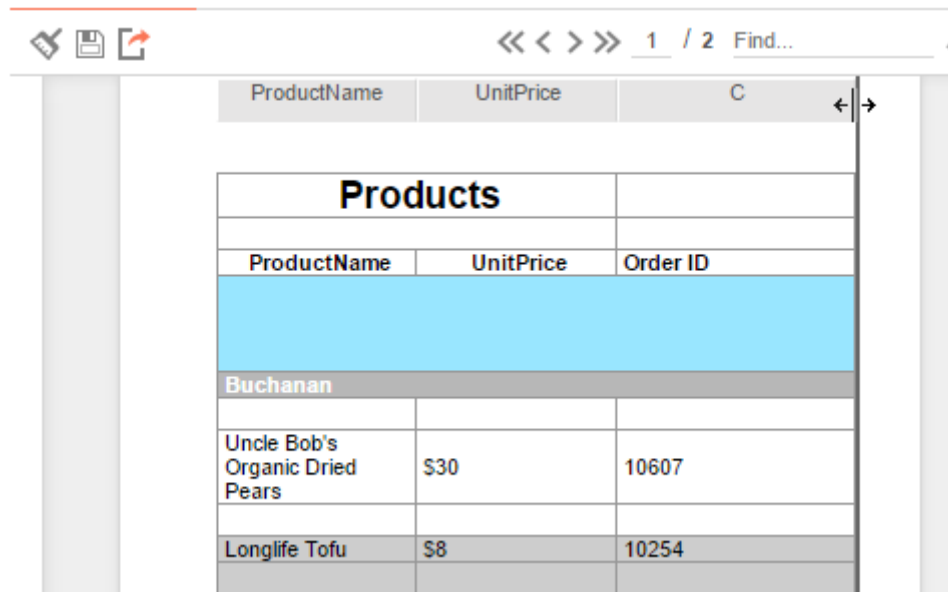 1 / 2 Find...
ProductName UnitPrice C
Products
ProductName UnitPrice Order ID
Buchanan
Uncle Bob's
Organic Dried $30 10607
Pears
Longlife Tofu $8 10254